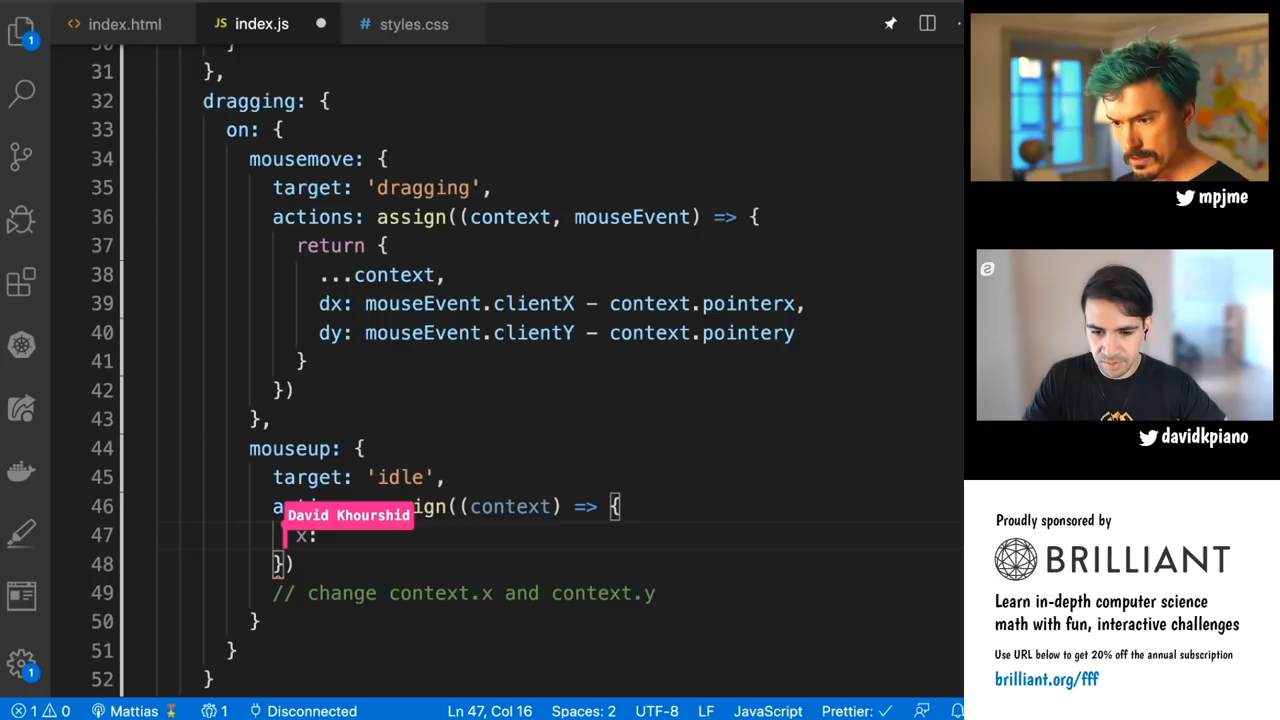 index.html
JS index.js
# styles.css
31 },
32 dragging: {
33 on: {
34 mousemove: {
35 target: 'dragging',
36 actions: assign((context, mouseEvent) => {
37 return {
38 ...context,
39 dx: mouseEvent.clientX - context.pointerx,
40 dy: mouseEvent.clientY - context.pointery
41 }
42 })
43 },
44 mouseup: {
45 target: 'idle',
46 ign((context) => {
David Khourshid
47 x:
48 })
49 // change context.x and context.y
50 }
51 }
52 }
1
1
1 0 Mattias 1 Disconnected Ln 47, Col 16 Spaces: 2 UTF-8 LF JavaScript Prettier: ✓
mpjme
davidkpiano
Proudly sponsored by
BRILLIANT
Learn in-depth computer science
math with fun, interactive challenges
Use URL below to get 20% off the annual subscription
brilliant.org/fff